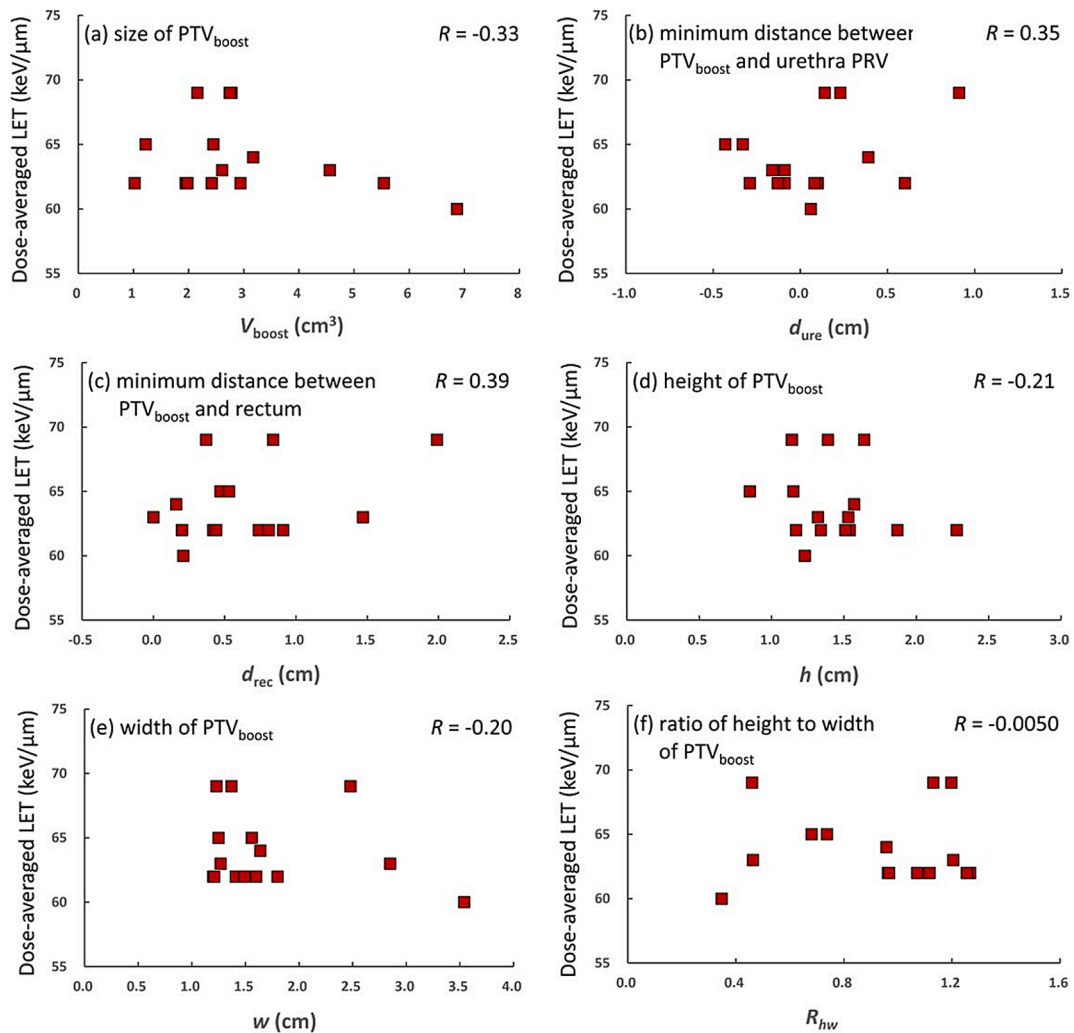 (a) size of PTVboost
R = -0.33
Dose-averaged LET (keV/μm)
75
70
65
60
55
0 1 2 3 4 5 6 7 8
Vboost (cm³)
(b) minimum distance between
PTVboost and urethra PRV
R = 0.35
Dose-averaged LET (keV/μm)
75
70
65
60
55
-1.0 -0.5 0.0 0.5 1.0 1.5
dure (cm)
(c) minimum distance between
PTVboost and rectum
R = 0.39
Dose-averaged LET (keV/μm)
75
70
65
60
55
-0.5 0.0 0.5 1.0 1.5 2.0 2.5
drec (cm)
(d) height of PTVboost
R = -0.21
Dose-averaged LET (keV/μm)
75
70
65
60
55
0.0 0.5 1.0 1.5 2.0 2.5 3.0
h (cm)
(e) width of PTVboost
R = -0.20
Dose-averaged LET (keV/μm)
75
70
65
60
55
0.0 0.5 1.0 1.5 2.0 2.5 3.0 3.5 4.0
w (cm)
(f) ratio of height to width
of PTVboost
R = -0.0050
Dose-averaged LET (keV/μm)
75
70
65
60
55
0.0 0.4 0.8 1.2 1.6
Rhw